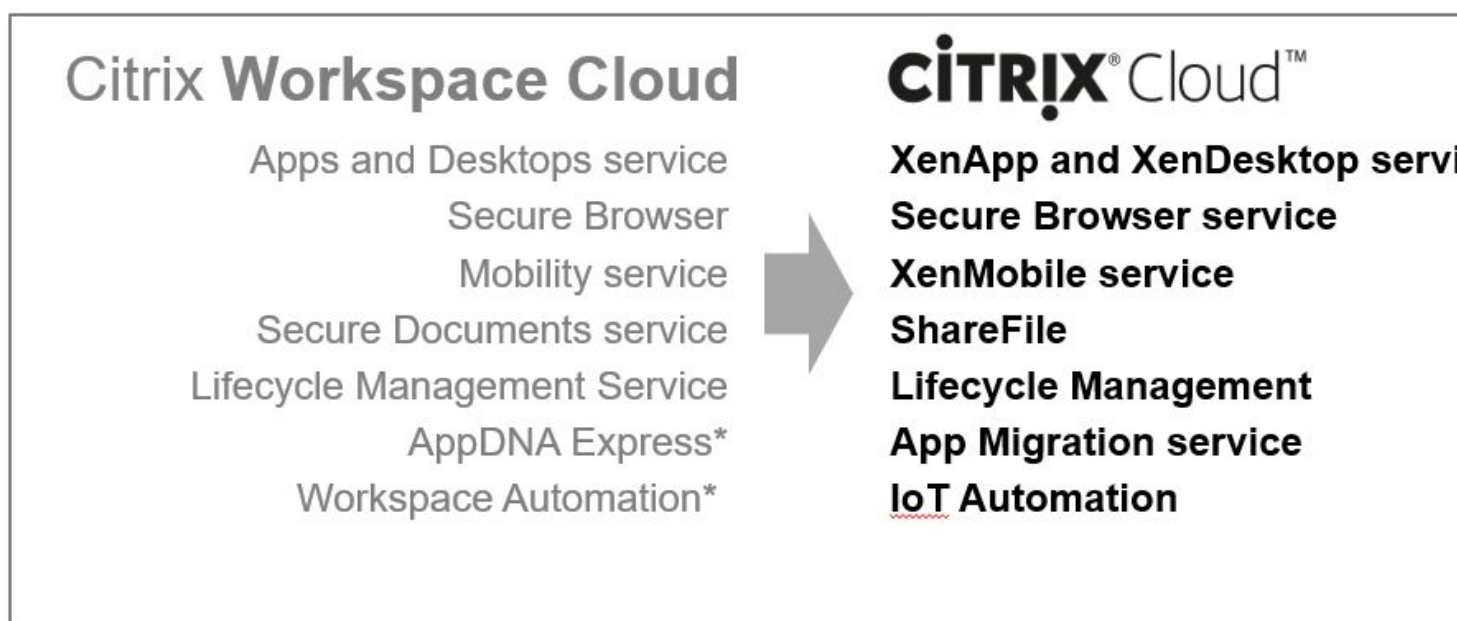 Citrix Workspace Cloud
Apps and Desktops service
Secure Browser
Mobility service
Secure Documents service
Lifecycle Management Service
AppDNA Express*
Workspace Automation*
CİTRỊX® Cloud™
XenApp and XenDesktop servi
Secure Browser service
XenMobile service
ShareFile
Lifecycle Management
App Migration service
IoT Automation